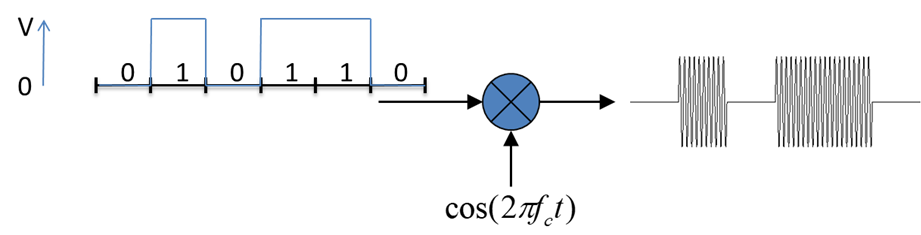 V
0 1 0 1 1 0
0
cos(2πf_c t)